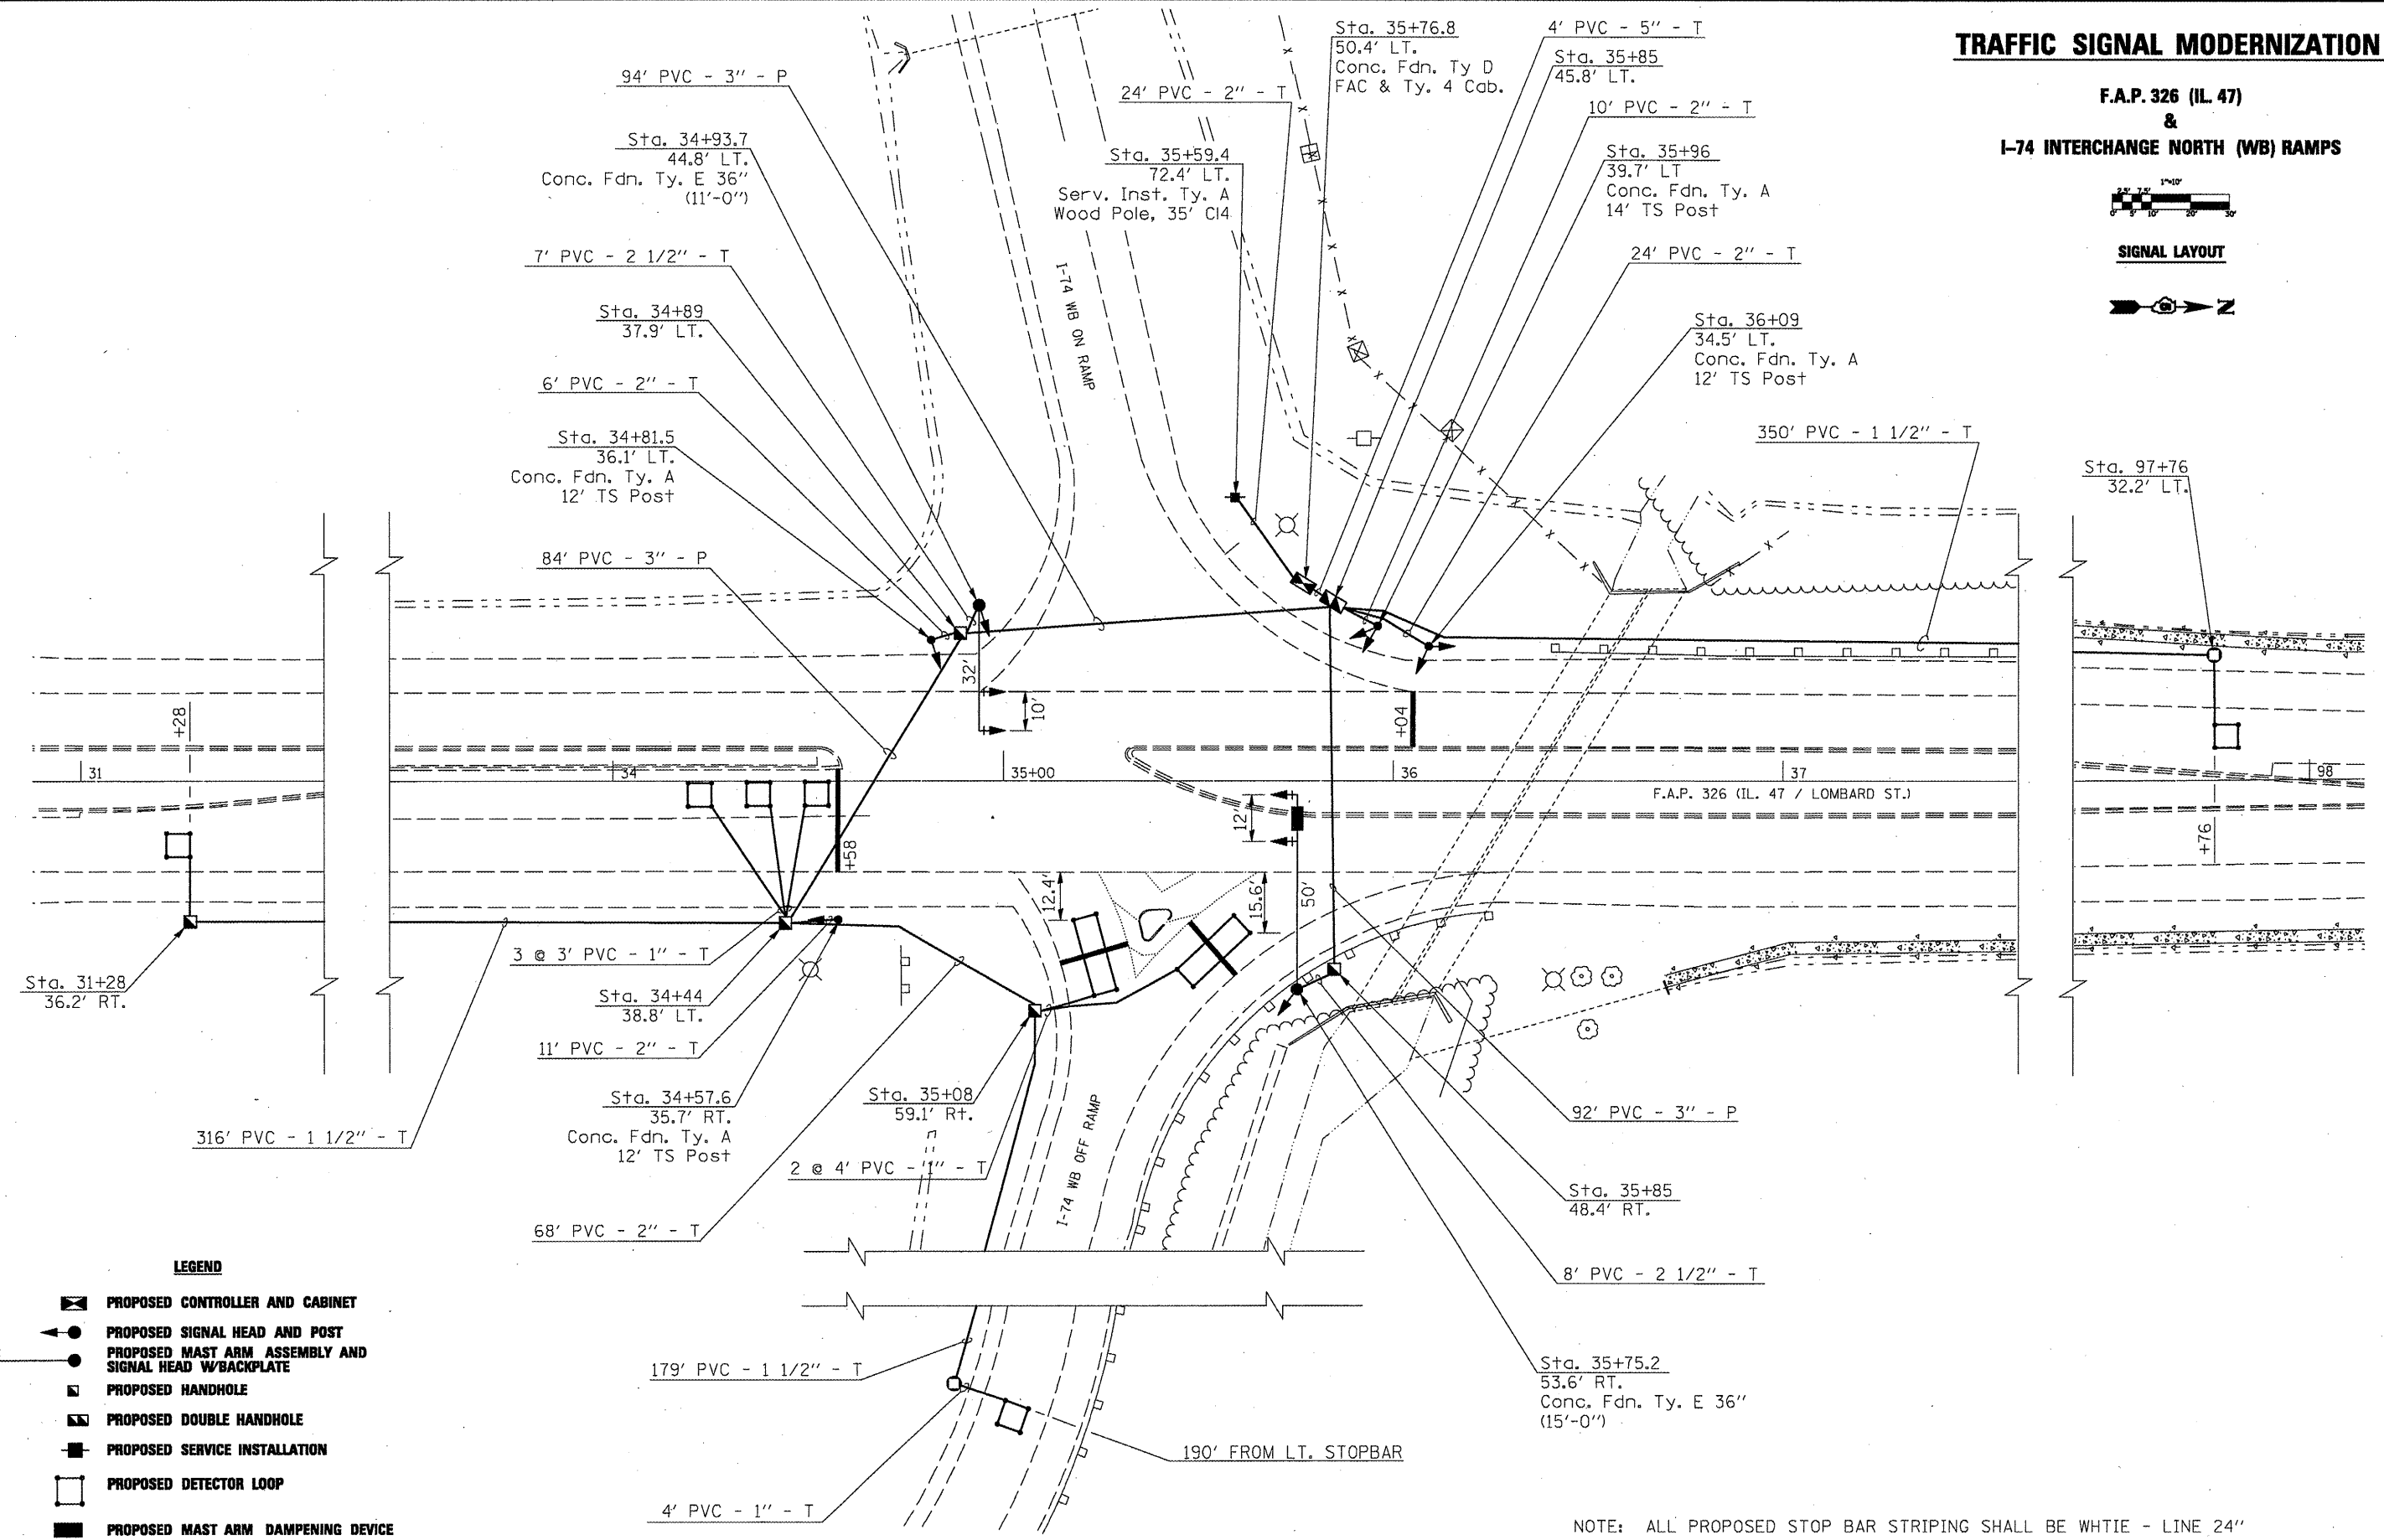 TRAFFIC SIGNAL MODERNIZATION
F.A.P. 326 (IL. 47)
&
I-74 INTERCHANGE NORTH (WB) RAMPS
1"=10'
2.5' 7.5'
0' 5' 10' 20' 30'
SIGNAL LAYOUT
N
94' PVC - 3" - P
Sta. 34+93.7
44.8' LT.
Conc. Fdn. Ty. E 36"
(11'-0")
7' PVC - 2 1/2" - T
Sta. 34+89
37.9' LT.
6' PVC - 2" - T
Sta. 34+81.5
36.1' LT.
Conc. Fdn. Ty. A
12' TS Post
84' PVC - 3" - P
Sta. 35+76.8
50.4' LT.
Conc. Fdn. Ty D
FAC & Ty. 4 Cab.
24' PVC - 2" - T
Sta. 35+59.4
72.4' LT.
Serv. Inst. Ty. A
Wood Pole, 35' Cl4
4' PVC - 5" - T
Sta. 35+85
45.8' LT.
10' PVC - 2" - T
Sta. 35+96
39.7' LT
Conc. Fdn. Ty. A
14' TS Post
24' PVC - 2" - T
Sta. 36+09
34.5' LT.
Conc. Fdn. Ty. A
12' TS Post
350' PVC - 1 1/2" - T
Sta. 97+76
32.2' LT.
I-74 WB ON RAMP
32'
10'
+28
+04
31
34
35+00
36
37
98
F.A.P. 326 (IL. 47 / LOMBARD ST.)
12'
+58
+76
12.4'
15.6'
50'
Sta. 31+28
36.2' RT.
3 @ 3' PVC - 1" - T
Sta. 34+44
38.8' LT.
11' PVC - 2" - T
Sta. 34+57.6
35.7' RT.
Conc. Fdn. Ty. A
12' TS Post
316' PVC - 1 1/2" - T
Sta. 35+08
59.1' Rt.
2 @ 4' PVC - 1" - T
68' PVC - 2" - T
I-74 WB OFF RAMP
92' PVC - 3" - P
Sta. 35+85
48.4' RT.
8' PVC - 2 1/2" - T
Sta. 35+75.2
53.6' RT.
Conc. Fdn. Ty. E 36"
(15'-0")
179' PVC - 1 1/2" - T
190' FROM LT. STOPBAR
4' PVC - 1" - T
LEGEND
PROPOSED CONTROLLER AND CABINET
PROPOSED SIGNAL HEAD AND POST
PROPOSED MAST ARM ASSEMBLY AND
SIGNAL HEAD W/BACKPLATE
PROPOSED HANDHOLE
PROPOSED DOUBLE HANDHOLE
PROPOSED SERVICE INSTALLATION
PROPOSED DETECTOR LOOP
PROPOSED MAST ARM DAMPENING DEVICE
NOTE: ALL PROPOSED STOP BAR STRIPING SHALL BE WHTIE - LINE 24"